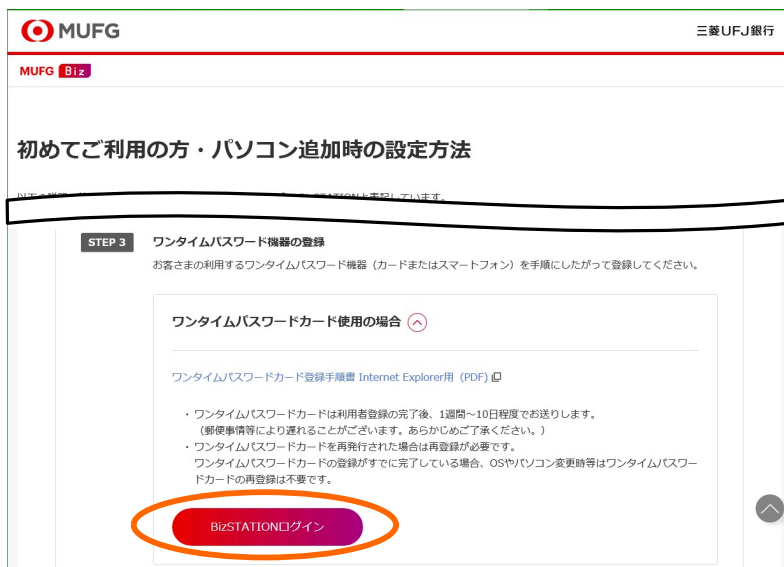 MUFG
三菱UFJ銀行
MUFG Biz
初めてご利用の方・パソコン追加時の設定方法
STEP 3 ワンタイムパスワード機器の登録
お客さまの利用するワンタイムパスワード機器（カードまたはスマートフォン）を手順にしたがって登録してください。
ワンタイムパスワードカード使用の場合
ワンタイムパスワードカード登録手順書 Internet Explorer用（PDF）
・ワンタイムパスワードカードは利用者登録の完了後、1週間～10日程度でお送りします。
（郵便事情等により遅れることがございます。あらかじめご了承ください。）
・ワンタイムパスワードカードを再発行された場合は再登録が必要です。
ワンタイムパスワードカードの登録がすでに完了している場合、OSやパソコン変更時等はワンタイムパスワー
ドカードの再登録は不要です。
BizSTATIONログイン